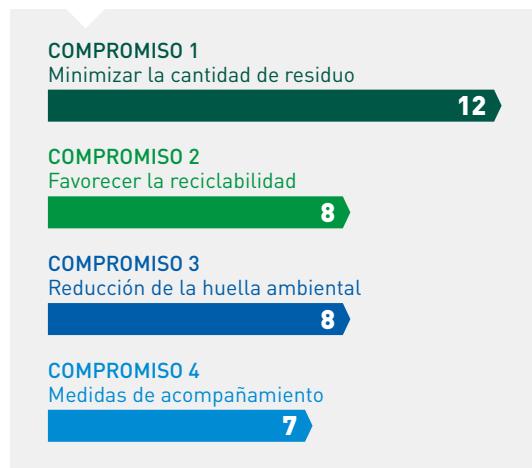 COMPROMISO 1
Minimizar la cantidad de residuo
12
COMPROMISO 2
Favorecer la reciclabilidad
8
COMPROMISO 3
Reducción de la huella ambiental
8
COMPROMISO 4
Medidas de acompañamiento
7